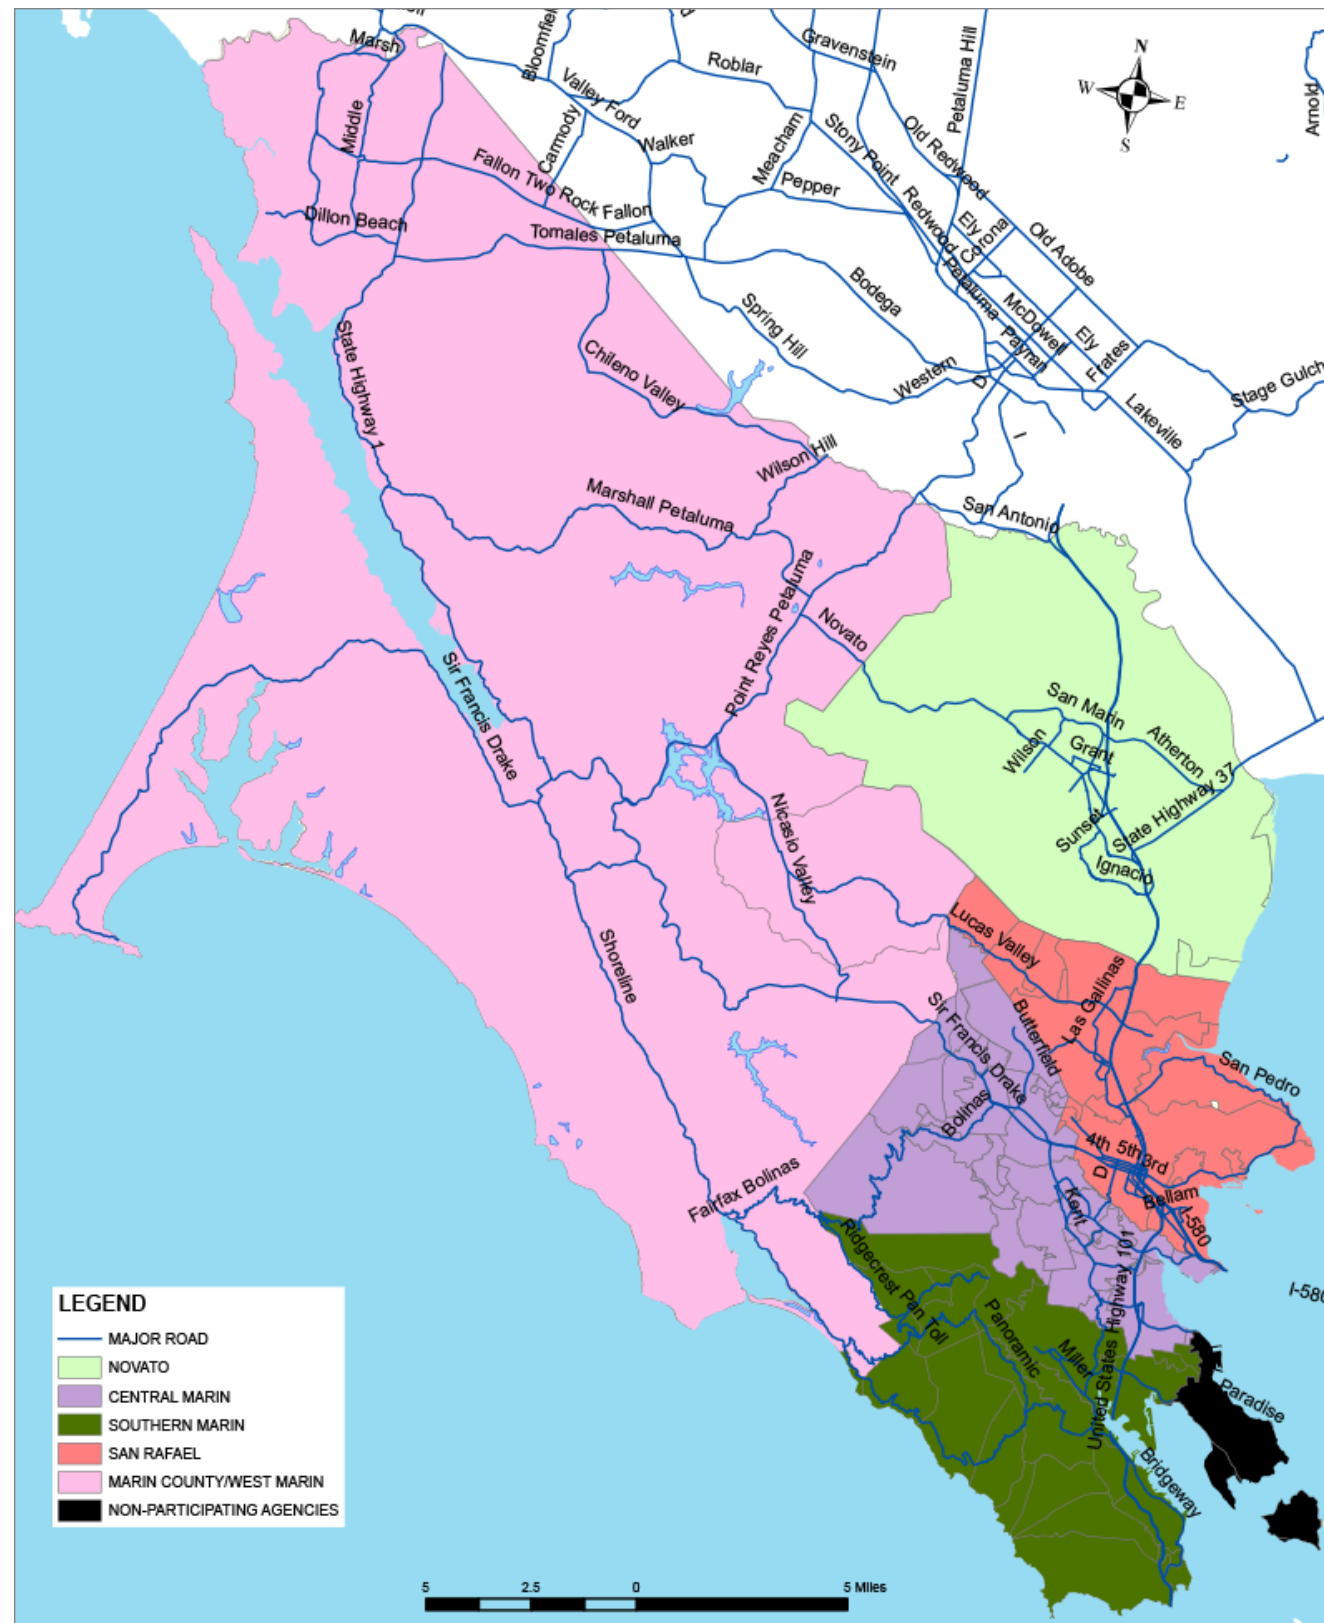 Marsh
Bloomfield
Gravenstein
Petaluma Hill
Roblar
N
W
E
S
Arnold
Valley Ford
Middle
Carmody
Walker
Meacham
Stony Point
Old Redwood
Fallon Two Rock
Fallon
Pepper
Redwood
Ely
Corona
Dillon Beach
Tomales Petaluma
Old Adobe
Bodega
Petaluma
McDowell
Spring Hill
Payran
Ely
Frates
State Highway 1
Chileno Valley
Western
D
Stage Gulch
Lakeville
I
Wilson Hill
Marshall Petaluma
San Antonio
Point Reyes Petaluma
Novato
Sir Francis Drake
San Marin
Wilson
Grant
Atherton
Nicasio Valley
Sunset
State Highway 37
Ignacio
Shoreline
Lucas Valley
Las Gallinas
Sir Francis Drake
Butterfield
San Pedro
Bolinas
4th 5th 3rd
D
Fairfax Bolinas
Kent
Bellam
I-580
Ridgecrest
Pan Toll
United States Highway 101
I-580
LEGEND
MAJOR ROAD
NOVATO
CENTRAL MARIN
SOUTHERN MARIN
SAN RAFAEL
MARIN COUNTY/WEST MARIN
NON-PARTICIPATING AGENCIES
Panoramic
Miller
Paradise
Bridgeway
5
2.5
0
5 Miles